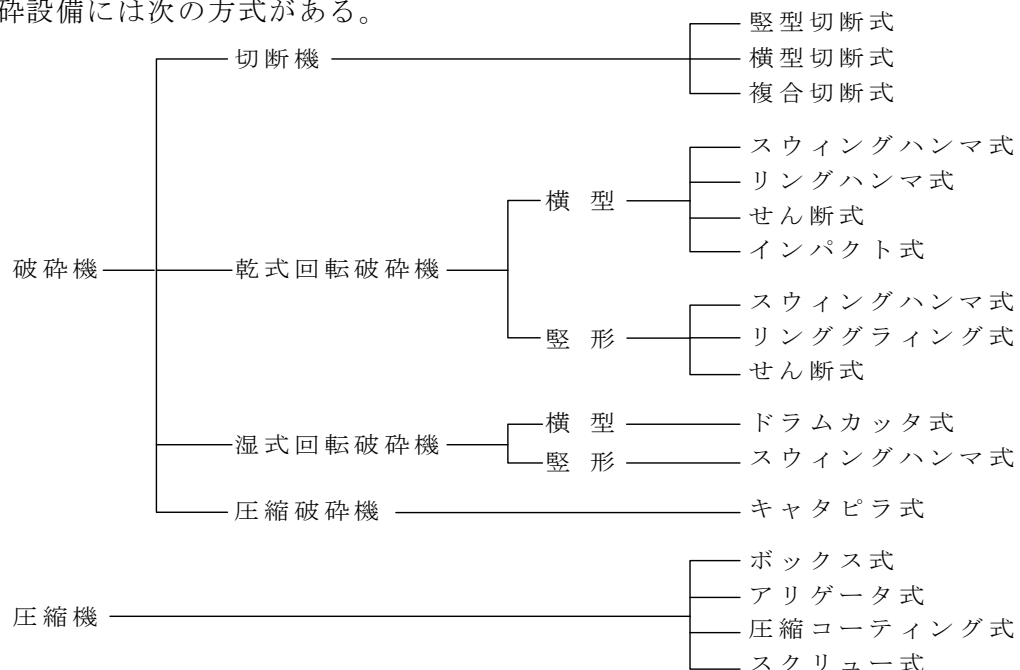 砕設備には次の方式がある。
竪型切断式
切断機
横型切断式
複合切断式
スウィングハンマ式
リングハンマ式
横 型
せん断式
インパクト式
破砕機
乾式回転破砕機
スウィングハンマ式
リンググラィング式
竪 形
せん断式
横 型
ドラムカッタ式
湿式回転破砕機
竪 形
スウィングハンマ式
圧縮破砕機
キャタピラ式
ボックス式
アリゲータ式
圧縮機
圧縮コーティング式
スクリュー式